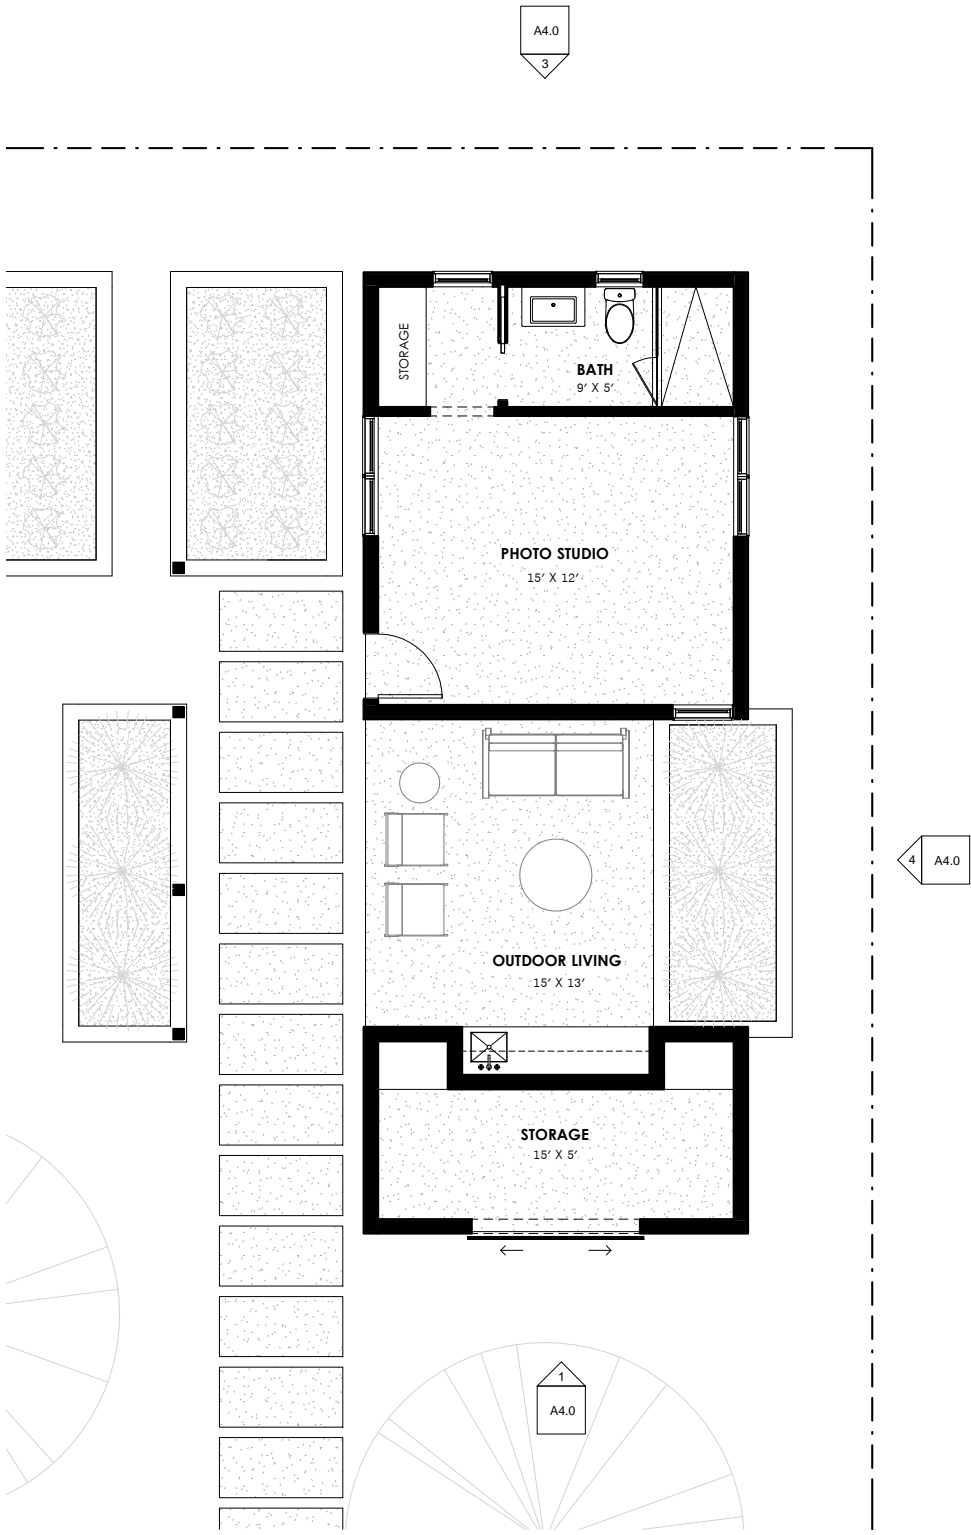 A4.0
3
STORAGE
BATH
9' X 5'
PHOTO STUDIO
15' X 12'
4
A4.0
OUTDOOR LIVING
15' X 13'
STORAGE
15' X 5'
1
A4.0